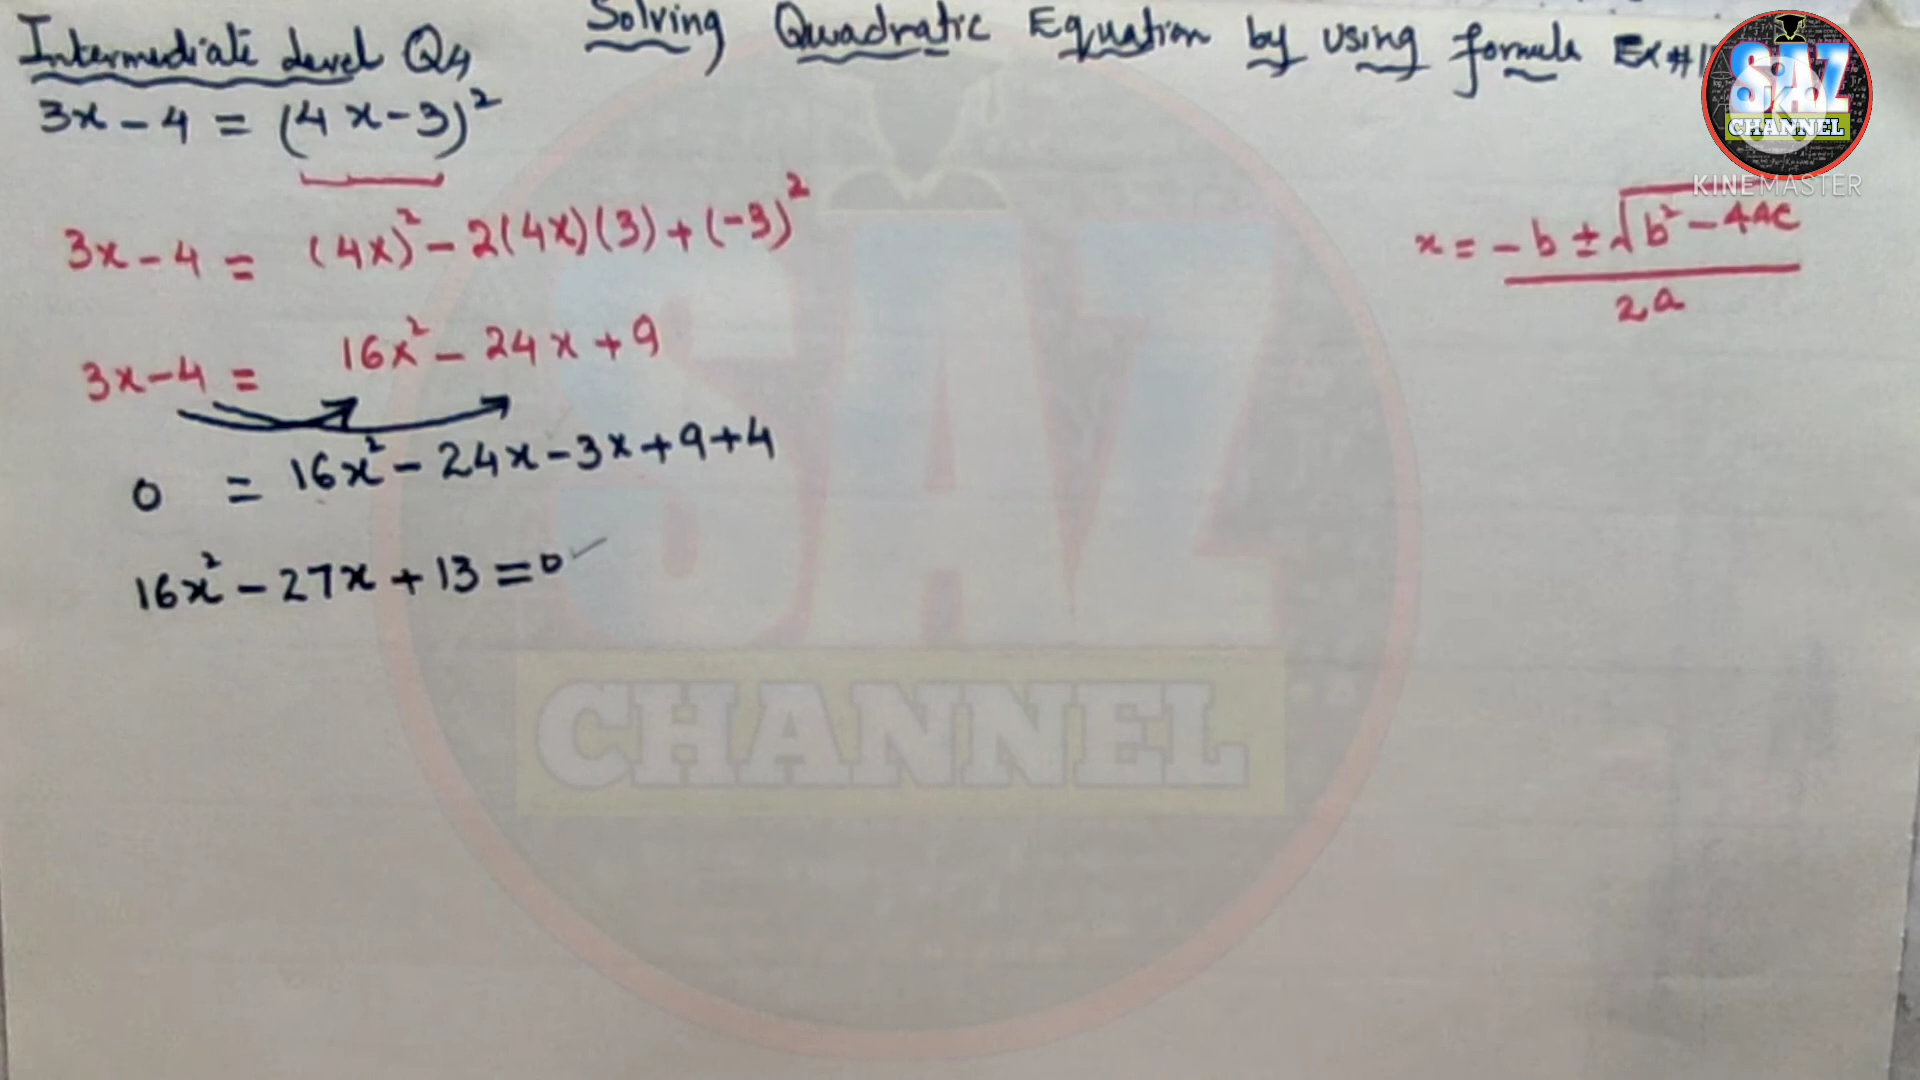 Intermediate Level Q4
Solving Quadratic Equation by using formula Ex#1
3x - 4 = (4x-3)²
3x - 4 = (4x)² - 2(4x)(3) + (-3)²
x = -b ± √b² - 4ac
2a
3x - 4 = 16x² - 24x + 9
0 = 16x² - 24x - 3x + 9 + 4
16x² - 27x + 13 = 0
SAZ
CHANNEL
KINEMASTER
SAZ
CHANNEL